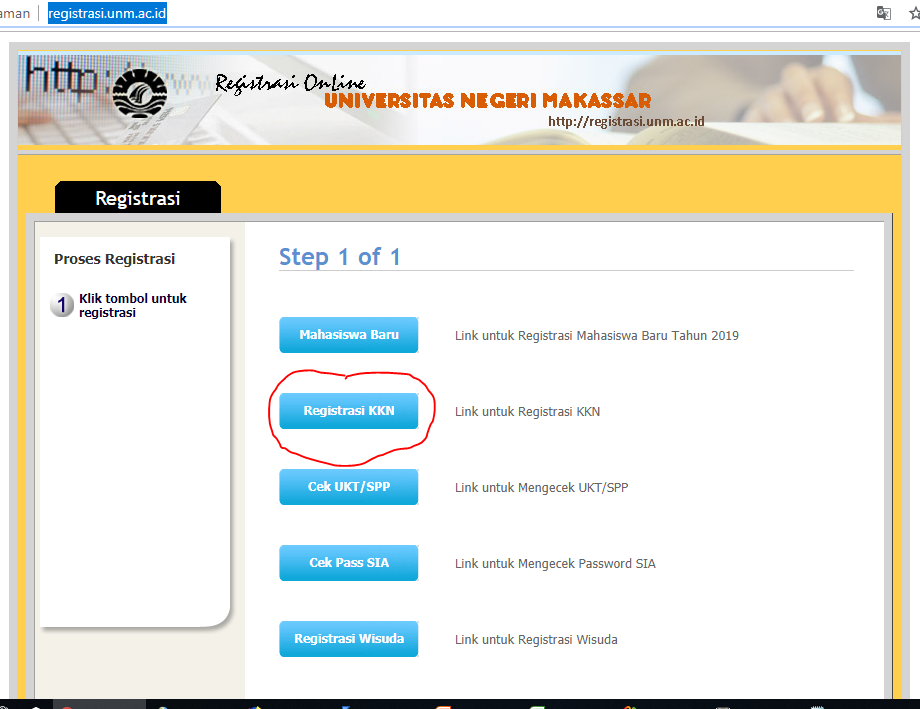 aman
registrasi.unm.ac.id
http:
www
Registrasi OnLine
UNIVERSITAS NEGERI MAKASSAR
http://registrasi.unm.ac.id
Registrasi
Proses Registrasi
1 Klik tombol untuk
registrasi
Step 1 of 1
Mahasiswa Baru Link untuk Registrasi Mahasiswa Baru Tahun 2019
Registrasi KKN Link untuk Registrasi KKN
Cek UKT/SPP Link untuk Mengecek UKT/SPP
Cek Pass SIA Link untuk Mengecek Password SIA
Registrasi Wisuda Link untuk Registrasi Wisuda